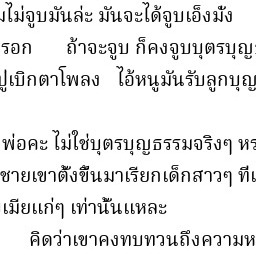 ไม่จูบมันล่ะ มันจะได้จูบเอ็งมั่ง
รอก ถ้าจะจูบ ก็คงจูบบุตรบุญ
ปู่เบิกตาโพลง ไอ้หนูมันรับลูกบุญ
พ่อคะ ไม่ใช่บุตรบุญธรรมจริงๆ
ชายเขาตั้งขึ้นมาเรียกเด็กสาวๆ
เมียแก่ๆ เท่านั้นแหละ
คิดว่าเขาคงทบทวนถึงความ